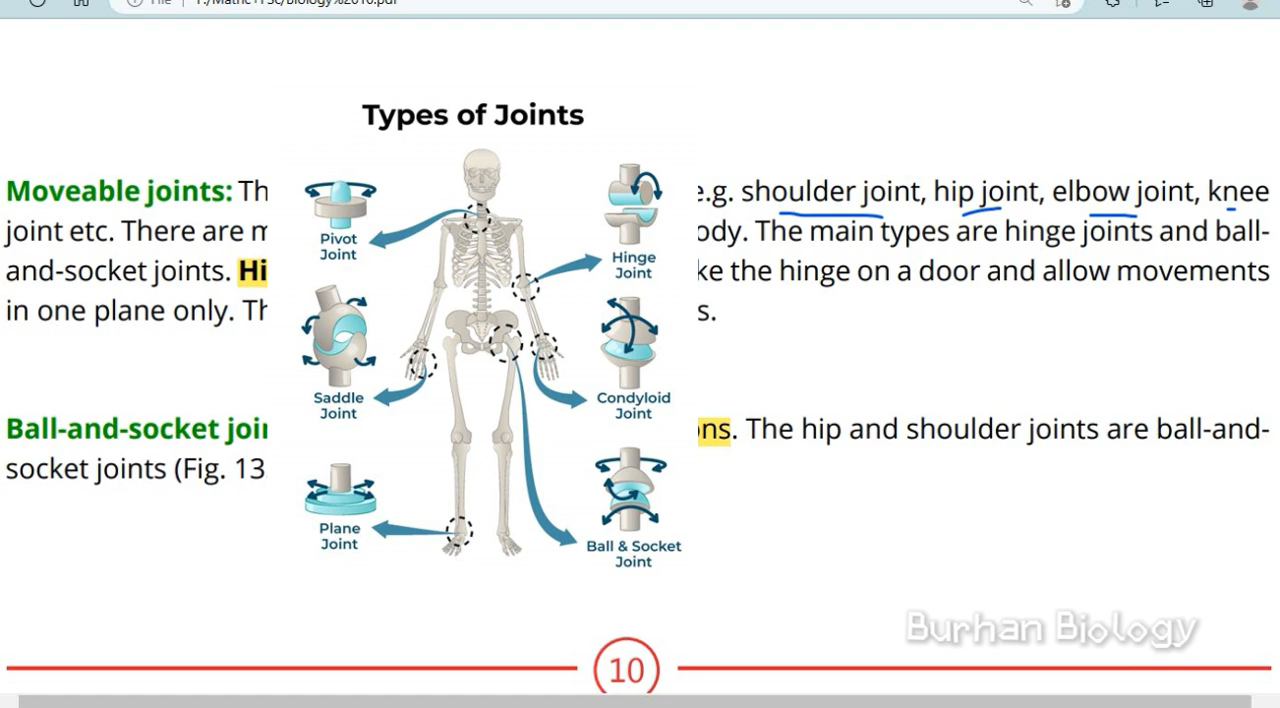 Types of Joints
Moveable joints: Th
e.g. shoulder joint, hip joint, elbow joint, knee
joint etc. There are m
ody. The main types are hinge joints and ball-
and-socket joints. Hi
ke the hinge on a door and allow movements
in one plane only. Th
s.
Ball-and-socket join
ns. The hip and shoulder joints are ball-and-
socket joints (Fig. 13
Pivot
Joint
Hinge
Joint
Saddle
Joint
Condyloid
Joint
Plane
Joint
Ball & Socket
Joint
Burhan Biology
10